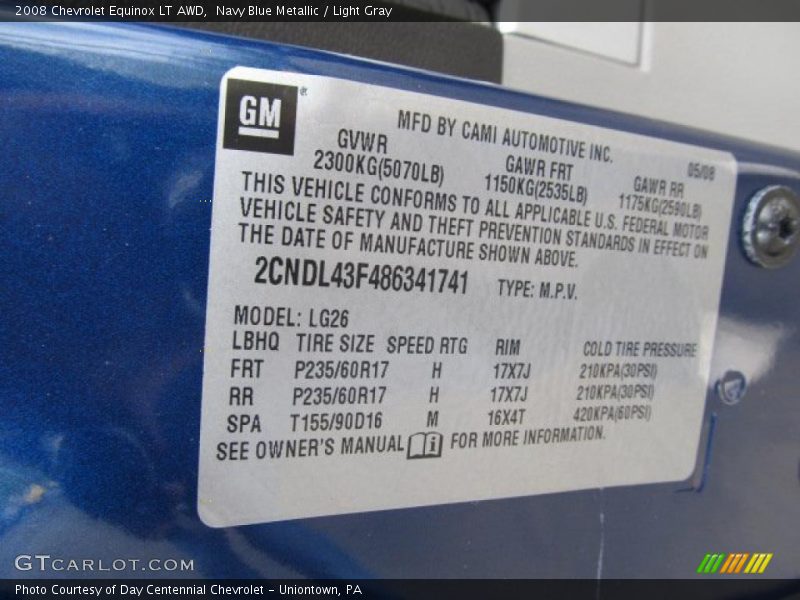 2008 Chevrolet Equinox LT AWD, Navy Blue Metallic / Light Gray
GM®
MFD BY CAMI AUTOMOTIVE INC. 05/08
GVWR GAWR FRT GAWR RR
2300KG(5070LB) 1150KG(2535LB) 1175KG(2590LB)
THIS VEHICLE CONFORMS TO ALL APPLICABLE U.S. FEDERAL MOTOR
VEHICLE SAFETY AND THEFT PREVENTION STANDARDS IN EFFECT ON
THE DATE OF MANUFACTURE SHOWN ABOVE.
2CNDL43F486341741 TYPE: M.P.V.
MODEL: LG26
LBHQ TIRE SIZE SPEED RTG RIM COLD TIRE PRESSURE
FRT P235/60R17 H 17X7J 210KPA(30PSI)
RR P235/60R17 H 17X7J 210KPA(30PSI)
SPA T155/90D16 M 16X4T 420KPA(60PSI)
SEE OWNER'S MANUAL i FOR MORE INFORMATION.
GTCARLOT.COM
Photo Courtesy of Day Centennial Chevrolet - Uniontown, PA